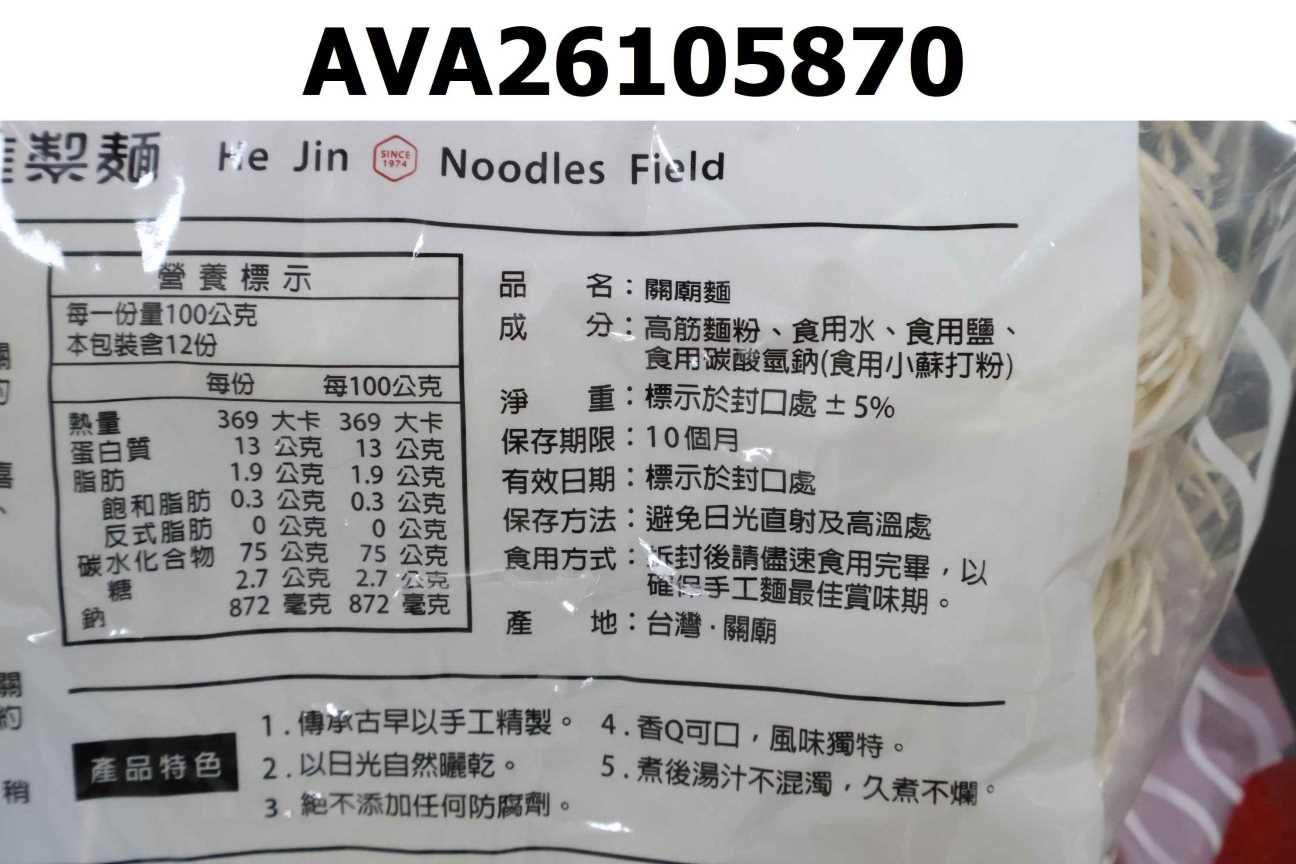 AVA26105870
製麵 He Jin SINCE 1974 Noodles Field
營養標示
每一份量100公克
本包裝含12份
每份 每100公克
熱量 369 大卡 369 大卡
蛋白質 13 公克 13 公克
脂肪 1.9 公克 1.9 公克
飽和脂肪 0.3 公克 0.3 公克
反式脂肪 0 公克 0 公克
碳水化合物 75 公克 75 公克
糖 2.7 公克 2.7 公克
鈉 872 毫克 872 毫克
品 名：關廟麵
成 分：高筋麵粉、食用水、食用鹽、
食用碳酸氫鈉(食用小蘇打粉)
淨 重：標示於封口處±5%
保存期限：10個月
有效日期：標示於封口處
保存方法：避免日光直射及高溫處
食用方式：拆封後請儘速食用完畢，以
確保手工麵最佳賞味期。
產 地：台灣·關廟
產品特色
1.傳承古早以手工精製。
2.以日光自然曬乾。
3.絕不添加任何防腐劑。
4.香Q可口，風味獨特。
5.煮後湯汁不混濁，久煮不爛。
關
約
稍